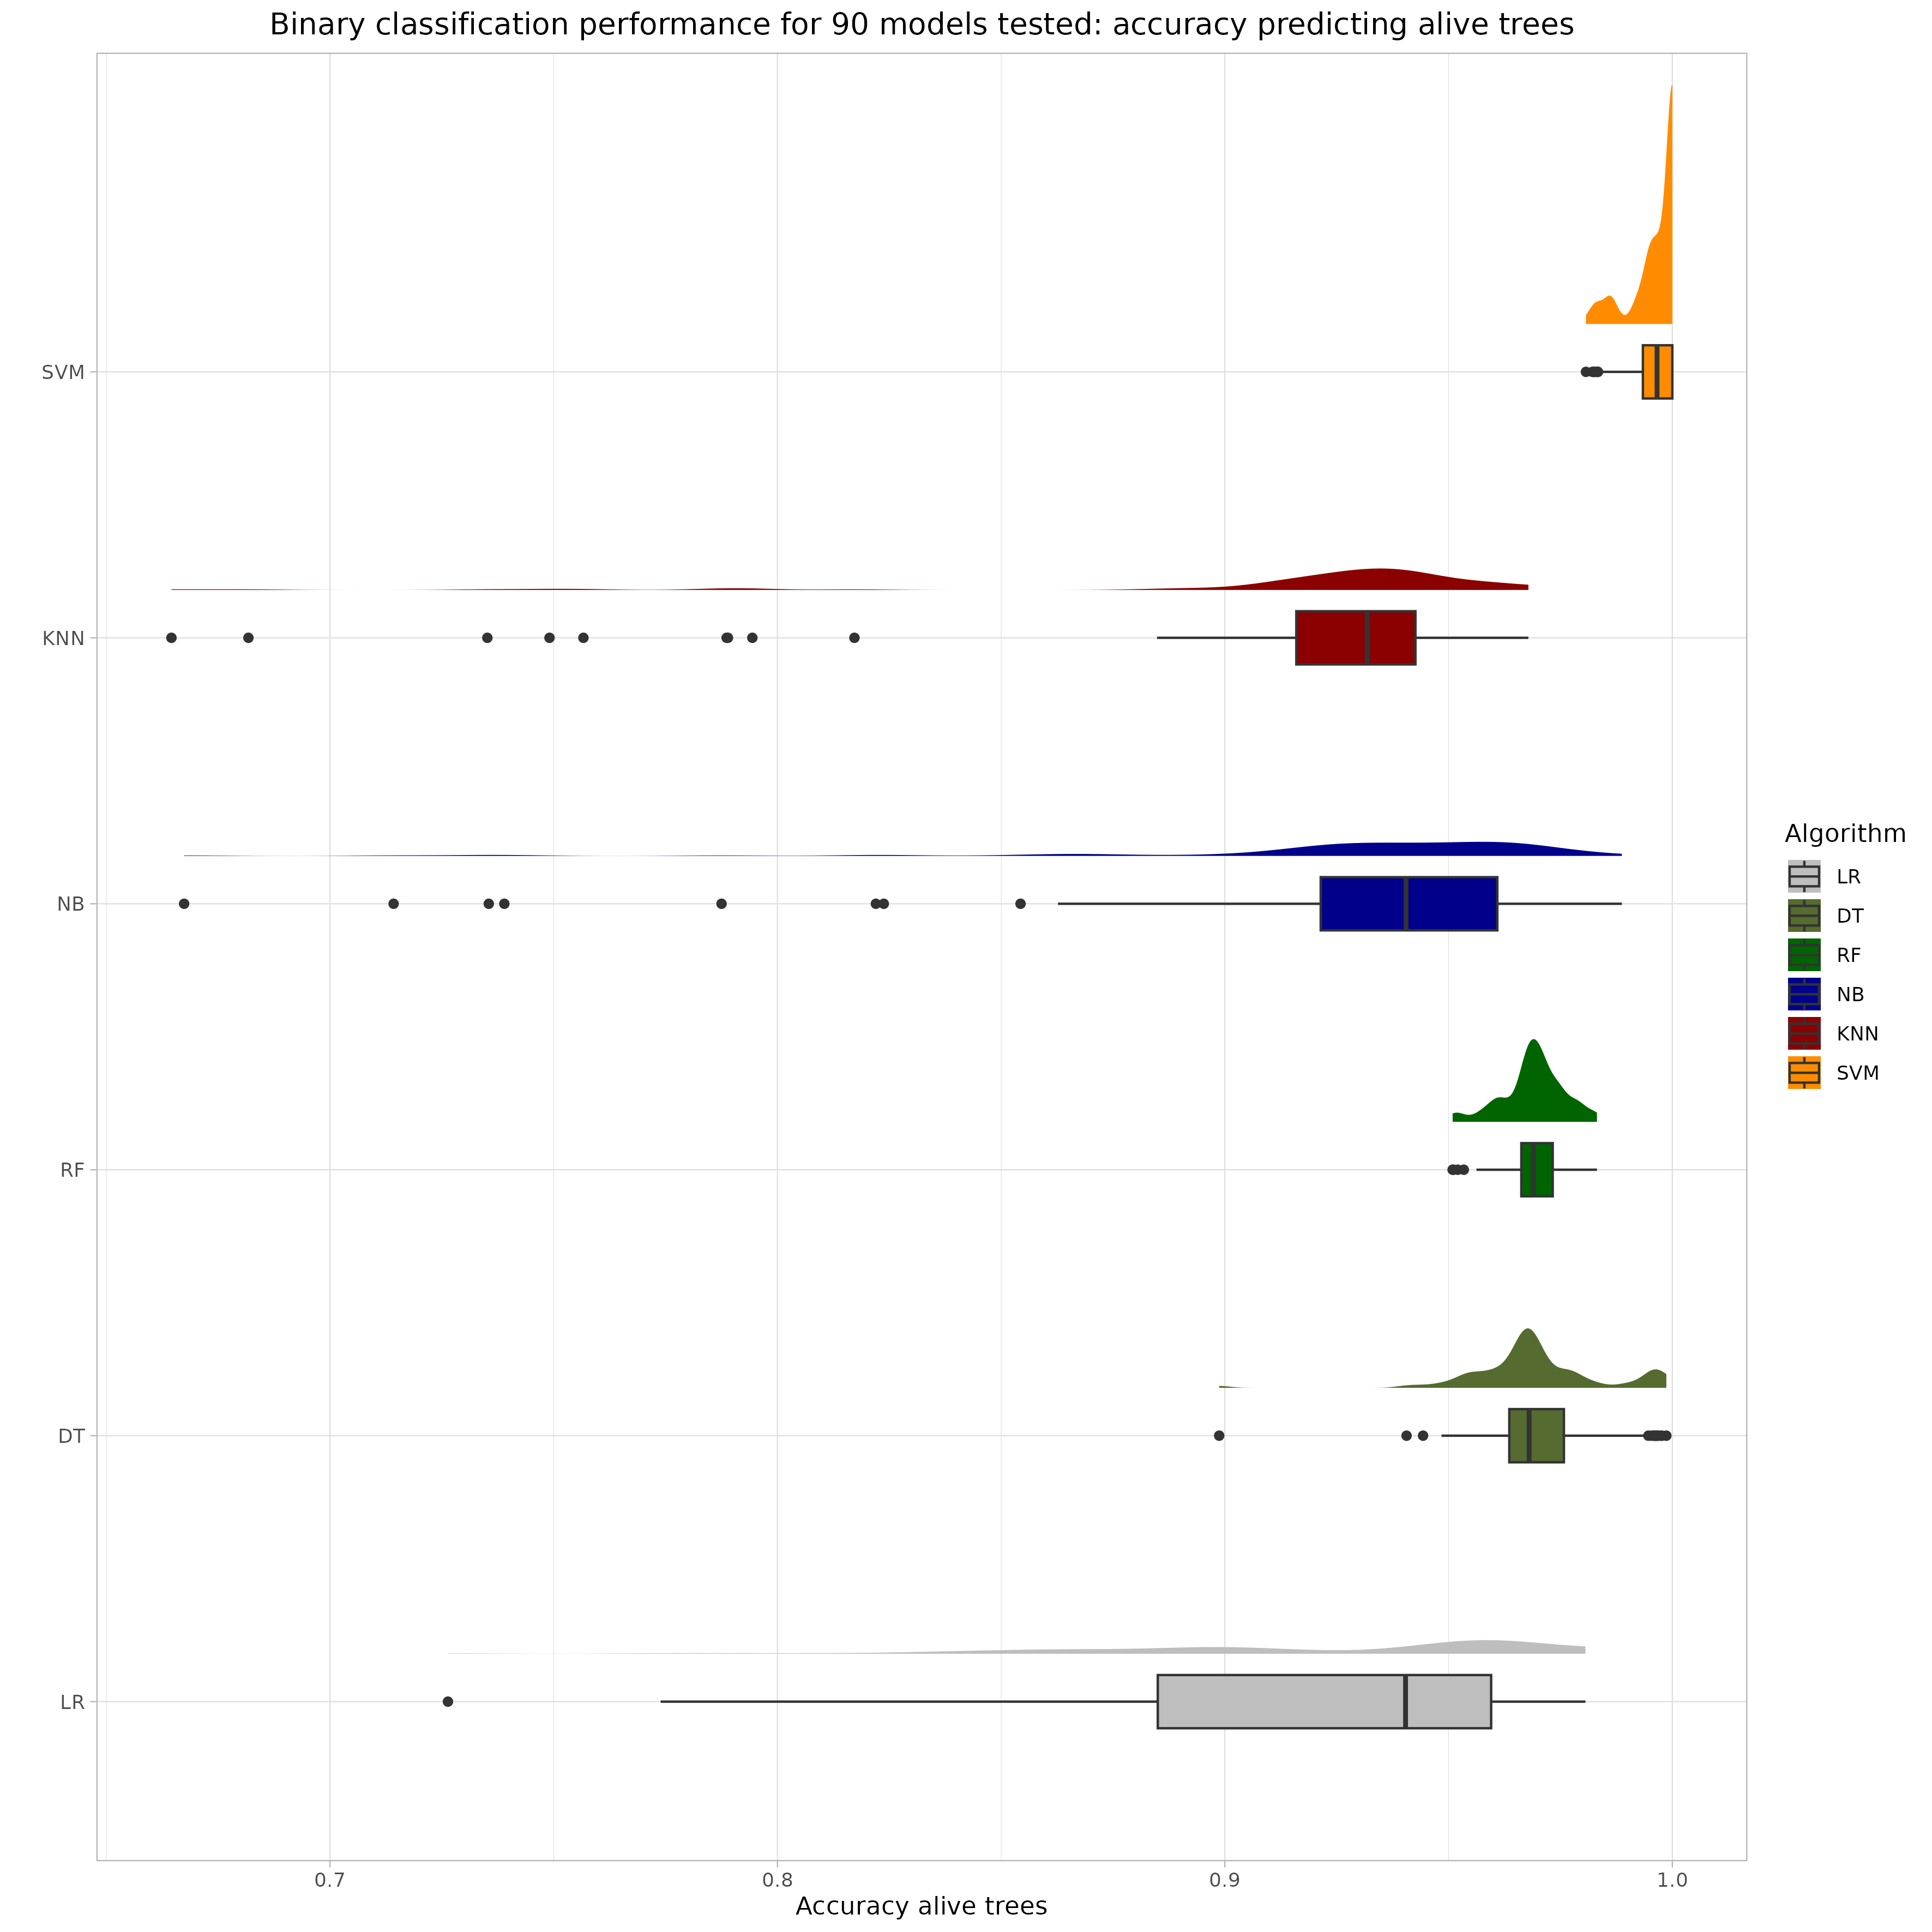 Binary classification performance for 90 models tested: accuracy predicting alive trees
SVM
KNN
NB
RF
DT
LR
0.7
0.8
0.9
1.0
Accuracy alive trees
Algorithm
LR
DT
RF
NB
KNN
SVM